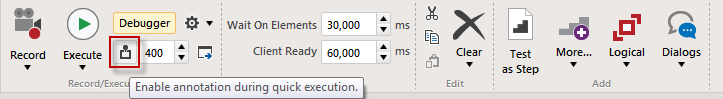 Record
Execute
Debugger
400
Record/Execu
Wait On Elements 30,000 ms
Client Ready 60,000 ms
Clear
Edit
Test
as Step
More...
Logical
Dialogs
Add
Enable annotation during quick execution.